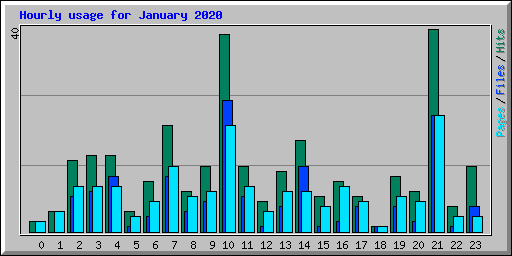 Hourly usage for January 2020
40
Pages / Files / Hits
0 1 2 3 4 5 6 7 8 9 10 11 12 13 14 15 16 17 18 19 20 21 22 23